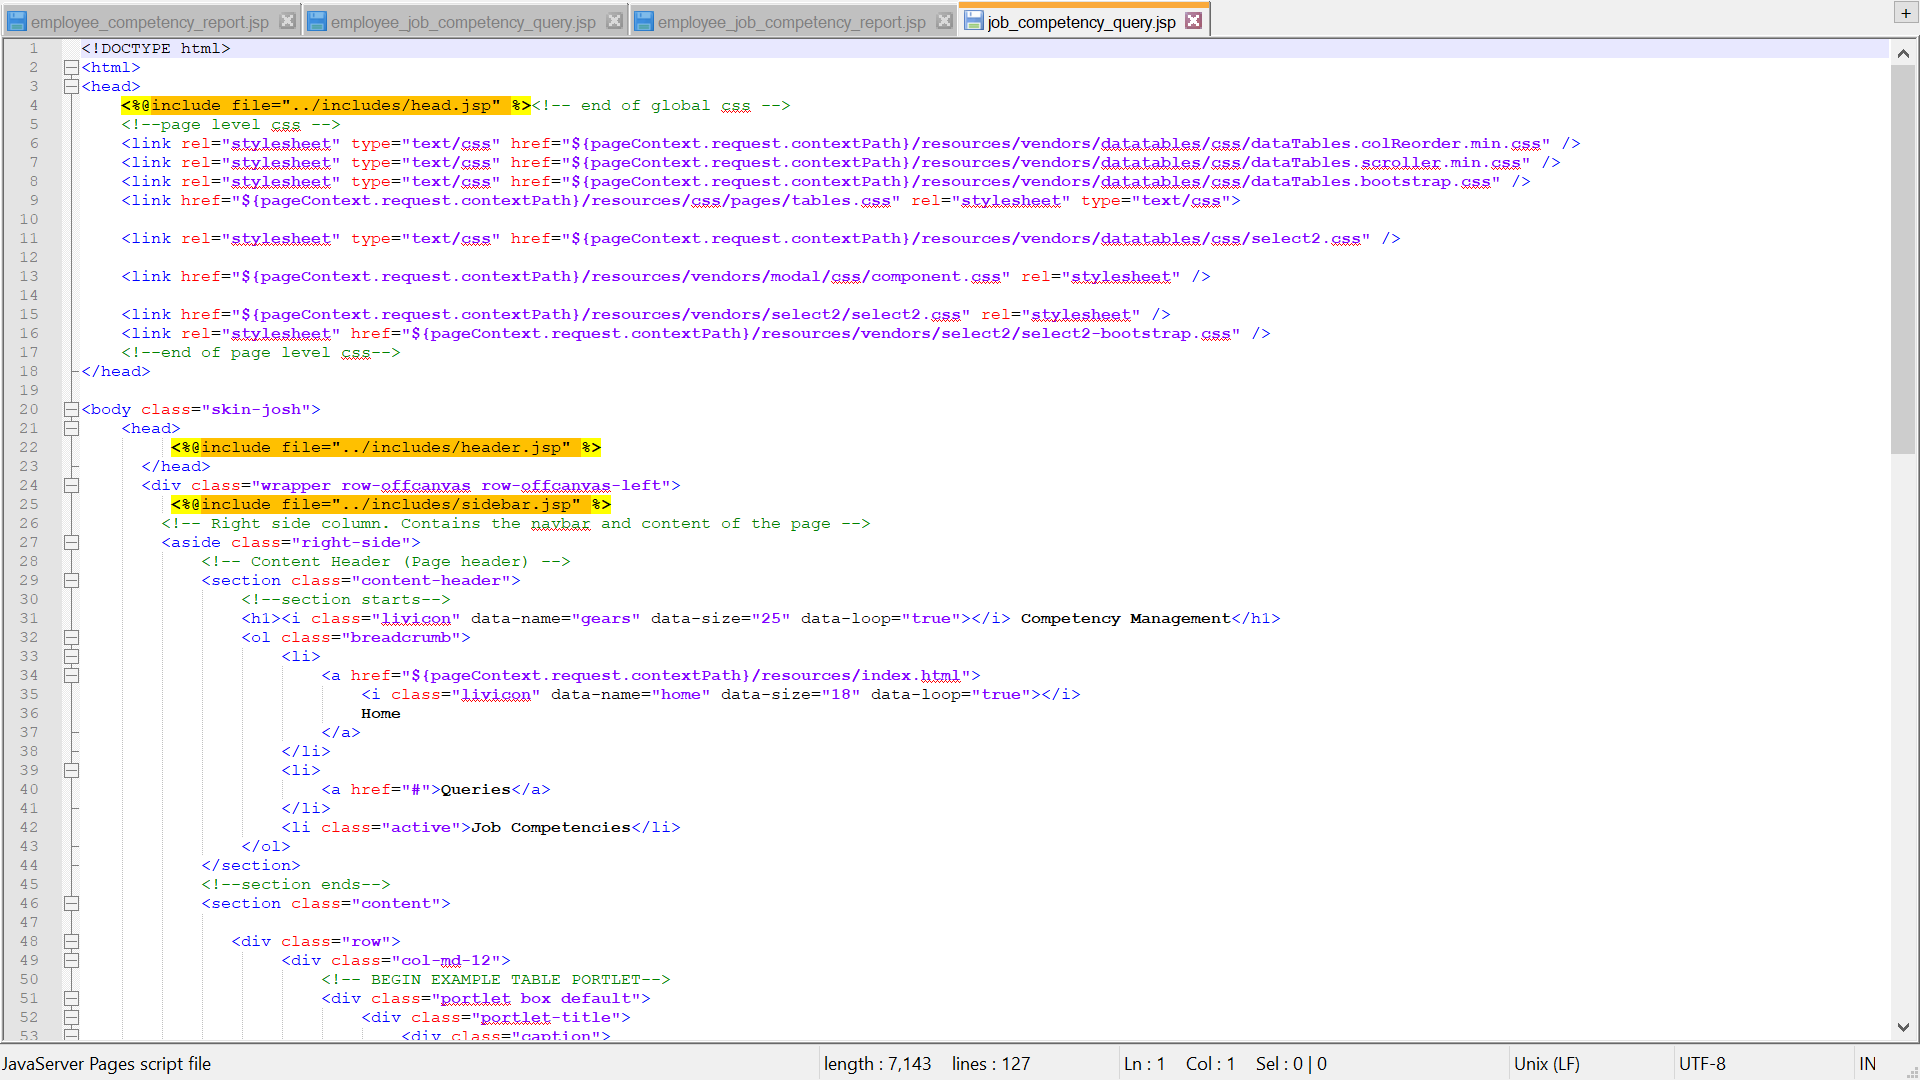 employee_competency_report.jsp employee_job_competency_query.jsp employee_job_competency_report.jsp job_competency_query.jsp +
1 <!DOCTYPE html>
2 <html>
3 <head>
4 <%@include file="../includes/head.jsp" %><!-- end of global css -->
5 <!--page level css -->
6 <link rel="stylesheet" type="text/css" href="${pageContext.request.contextPath}/resources/vendors/datatables/css/dataTables.colReorder.min.css" />
7 <link rel="stylesheet" type="text/css" href="${pageContext.request.contextPath}/resources/vendors/datatables/css/dataTables.scroller.min.css" />
8 <link rel="stylesheet" type="text/css" href="${pageContext.request.contextPath}/resources/vendors/datatables/css/dataTables.bootstrap.css" />
9 <link href="${pageContext.request.contextPath}/resources/css/pages/tables.css" rel="stylesheet" type="text/css">
10
11 <link rel="stylesheet" type="text/css" href="${pageContext.request.contextPath}/resources/vendors/datatables/css/select2.css" />
12
13 <link href="${pageContext.request.contextPath}/resources/vendors/modal/css/component.css" rel="stylesheet" />
14
15 <link href="${pageContext.request.contextPath}/resources/vendors/select2/select2.css" rel="stylesheet" />
16 <link rel="stylesheet" href="${pageContext.request.contextPath}/resources/vendors/select2/select2-bootstrap.css" />
17 <!--end of page level css-->
18 </head>
19
20 <body class="skin-josh">
21 <head>
22 <%@include file="../includes/header.jsp" %>
23 </head>
24 <div class="wrapper row-offcanvas row-offcanvas-left">
25 <%@include file="../includes/sidebar.jsp" %>
26 <!-- Right side column. Contains the navbar and content of the page -->
27 <aside class="right-side">
28 <!-- Content Header (Page header) -->
29 <section class="content-header">
30 <!--section starts-->
31 <h1><i class="livicon" data-name="gears" data-size="25" data-loop="true"></i> Competency Management</h1>
32 <ol class="breadcrumb">
33 <li>
34 <a href="${pageContext.request.contextPath}/resources/index.html">
35 <i class="livicon" data-name="home" data-size="18" data-loop="true"></i>
36 Home
37 </a>
38 </li>
39 <li>
40 <a href="#">Queries</a>
41 </li>
42 <li class="active">Job Competencies</li>
43 </ol>
44 </section>
45 <!--section ends-->
46 <section class="content">
47
48 <div class="row">
49 <div class="col-md-12">
50 <!-- BEGIN EXAMPLE TABLE PORTLET-->
51 <div class="portlet box default">
52 <div class="portlet-title">
53 <div class="caption">
JavaServer Pages script file length : 7,143 lines : 127 Ln : 1 Col : 1 Sel : 0 | 0 Unix (LF) UTF-8 IN